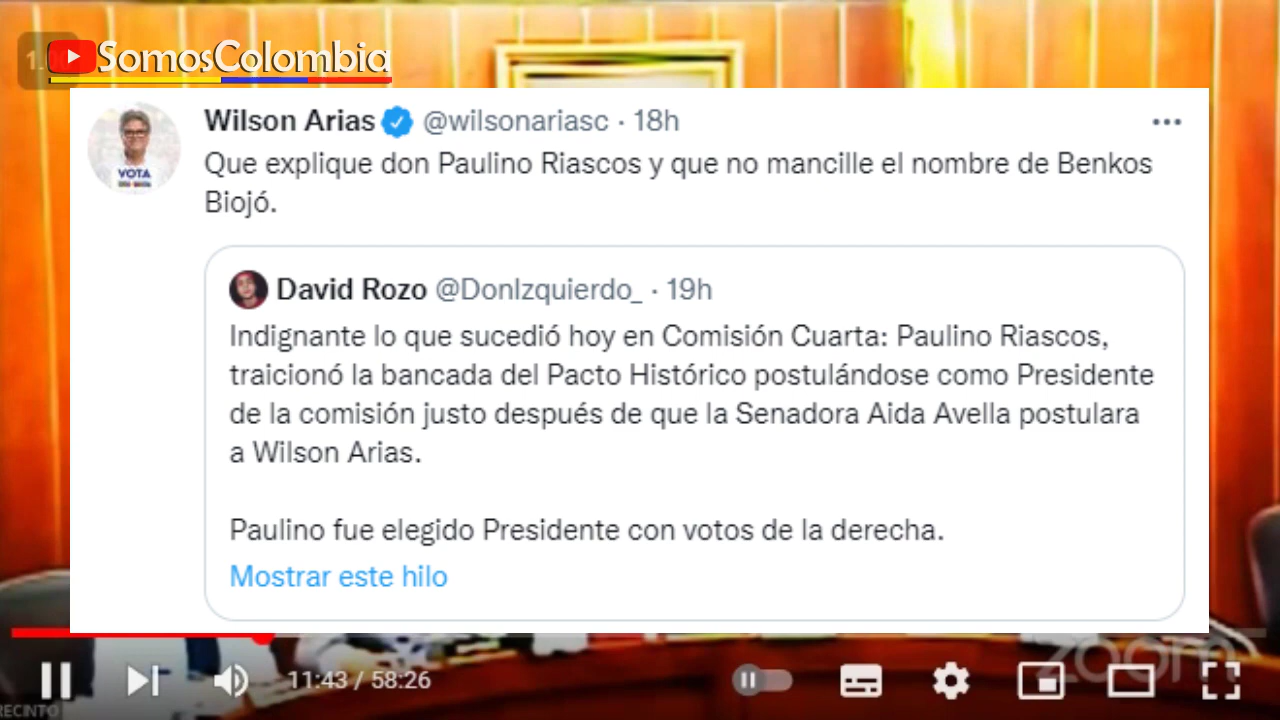 SomosColombia
Wilson Arias @wilsonariasc · 18h
Que explique don Paulino Riascos y que no mancille el nombre de Benkos
Biojó.
VOTA
David Rozo @DonIzquierdo_ · 19h
Indignante lo que sucedió hoy en Comisión Cuarta: Paulino Riascos,
traicionó la bancada del Pacto Histórico postulándose como Presidente
de la comisión justo después de que la Senadora Aida Avella postulara
a Wilson Arias.
Paulino fue elegido Presidente con votos de la derecha.
Mostrar este hilo
zoom
11:43 / 58:26
RECINTO